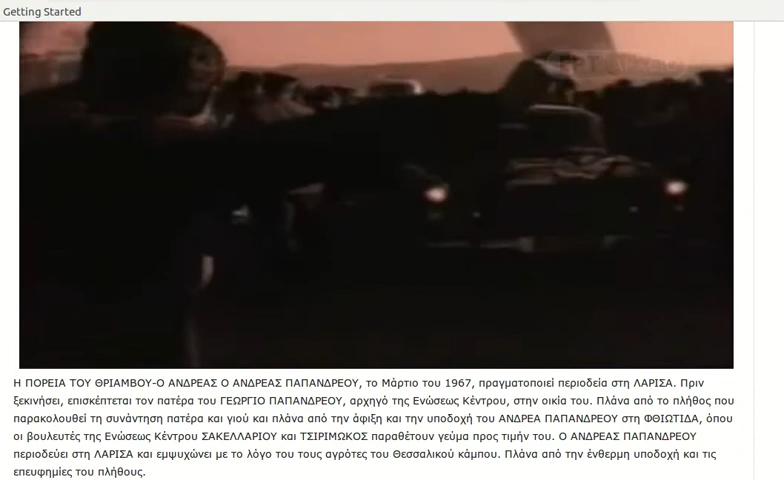 Getting Started
Η ΠΟΡΕΙΑ ΤΟΥ ΘΡΙΑΜΒΟΥ-Ο ΑΝΔΡΕΑΣ Ο ΑΝΔΡΕΑΣ ΠΑΠΑΝΔΡΕΟΥ, το Μάρτιο του 1967, πραγματοποιεί περιοδεία στη ΛΑΡΙΣΑ. Πριν
ξεκινήσει, επισκέπτεται τον πατέρα του ΓΕΩΡΓΙΟ ΠΑΠΑΝΔΡΕΟΥ, αρχηγό της Ενώσεως Κέντρου, στην οικία του. Πλάνα από το πλήθος που
παρακολουθεί τη συνάντηση πατέρα και γιού και πλάνα από την άφιξη και την υποδοχή του ΑΝΔΡΕΑ ΠΑΠΑΝΔΡΕΟΥ στη ΦΘΙΩΤΙΔΑ, όπου
οι βουλευτές της Ενώσεως Κέντρου ΣΑΚΕΛΛΑΡΙΟΥ και ΤΣΙΡΙΜΩΚΟΣ παραθέτουν γεύμα προς τιμήν του. Ο ΑΝΔΡΕΑΣ ΠΑΠΑΝΔΡΕΟΥ
περιοδεύει στη ΛΑΡΙΣΑ και εμψυχώνει με το λόγο του τους αγρότες του Θεσσαλικού κάμπου. Πλάνα από την ένθερμη υποδοχή και τις
επευφημίες του πλήθους.